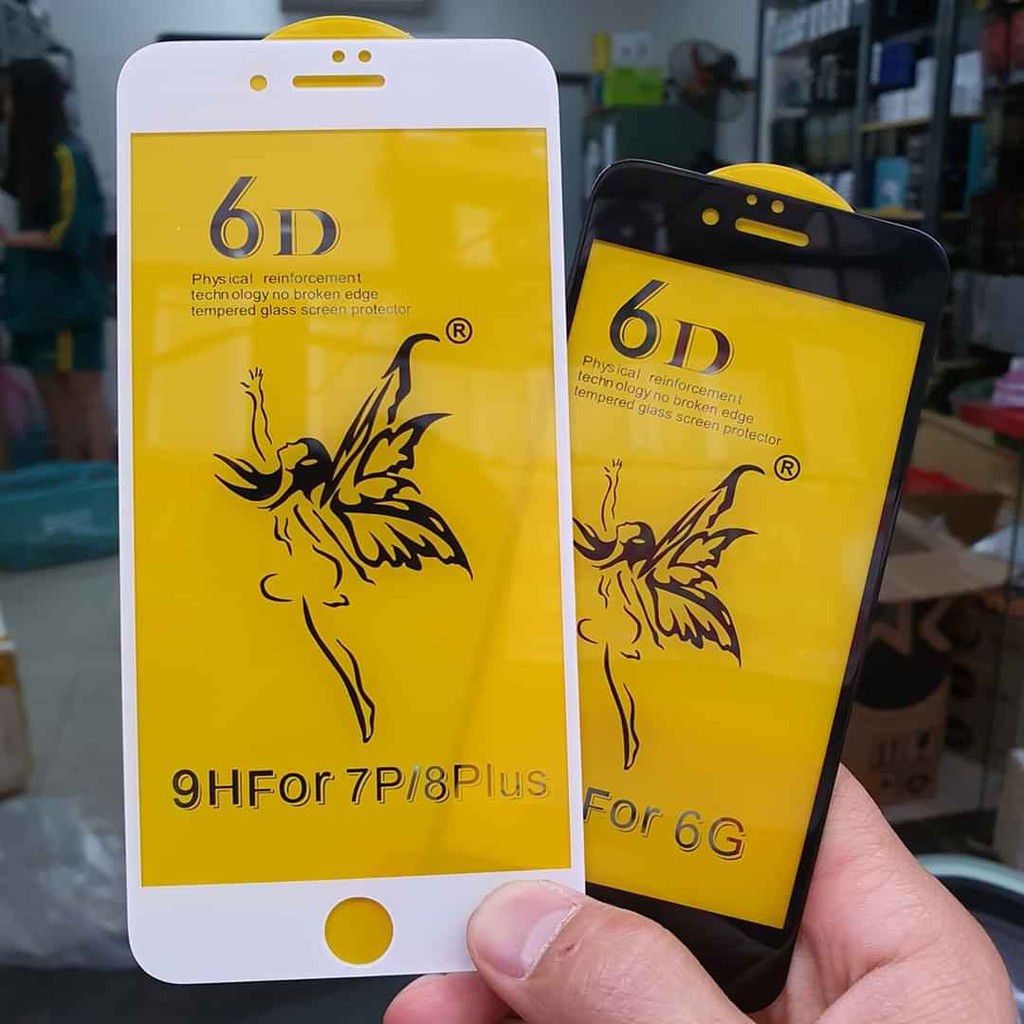 6D
Physical reinforcement
technology no broken edge
tempered glass screen protector
®
9HFor 7P/8Plus
6D
Physical reinforcement
technology no broken edge
tempered glass screen protector
®
For 6G